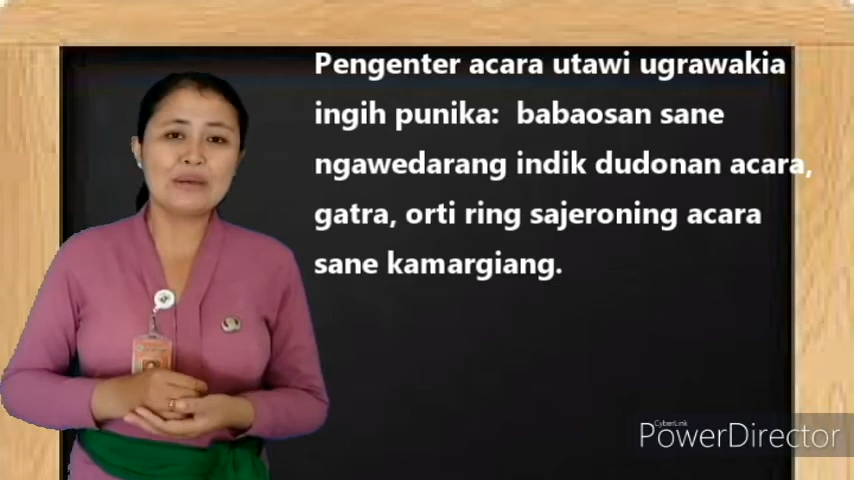 Pengenter acara utawi ugrawakia
ingih punika: babaosan sane
ngawedarang indik dudonan acara,
gatra, orti ring sajeroning acara
sane kamargiang.
CyberLink
PowerDirector